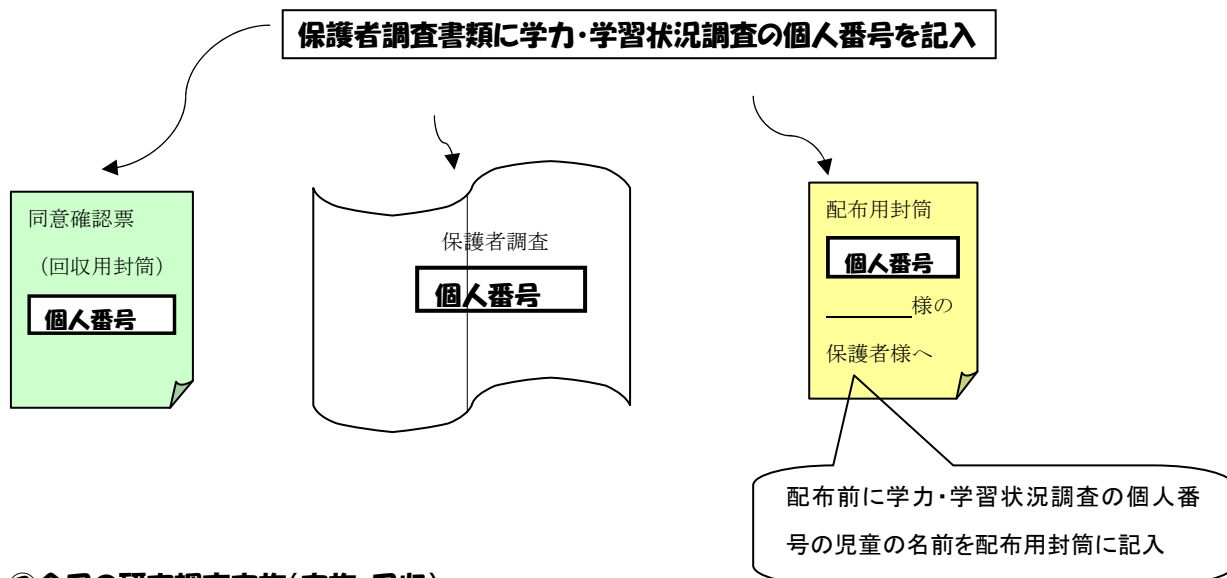 保護者調査書類に学力・学習状況調査の個人番号を記入
同意確認票
（回収用封筒）
個人番号
保護者調査
個人番号
配布用封筒
個人番号
＿＿＿＿様の
保護者様へ
配布前に学力・学習状況調査の個人番
号の児童の名前を配布用封筒に記入